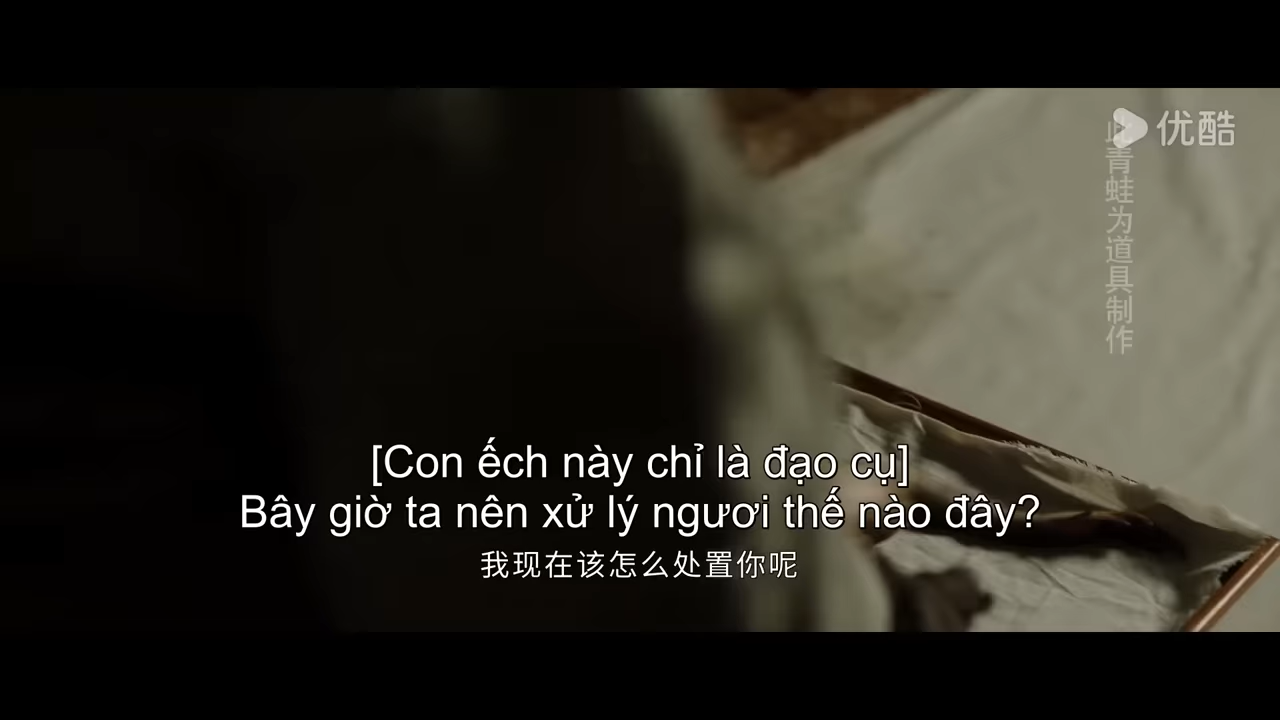 优酷
此青蛙为道具制作
[Con ếch này chỉ là đạo cụ]
Bây giờ ta nên xử lý ngươi thế nào đây?
我现在该怎么处置你呢